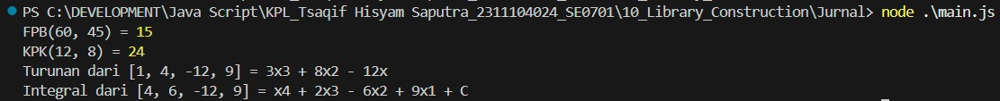 PS C:\DEVELOPMENT\Java Script\KPL_Tsaqif Hisyam Saputra_2311104024_SE0701\10_Library_Construction\Jurnal> node .\main.js
FPB(60, 45) = 15
KPK(12, 8) = 24
Turunan dari [1, 4, -12, 9] = 3x3 + 8x2 - 12x
Integral dari [4, 6, -12, 9] = x4 + 2x3 - 6x2 + 9x1 + C